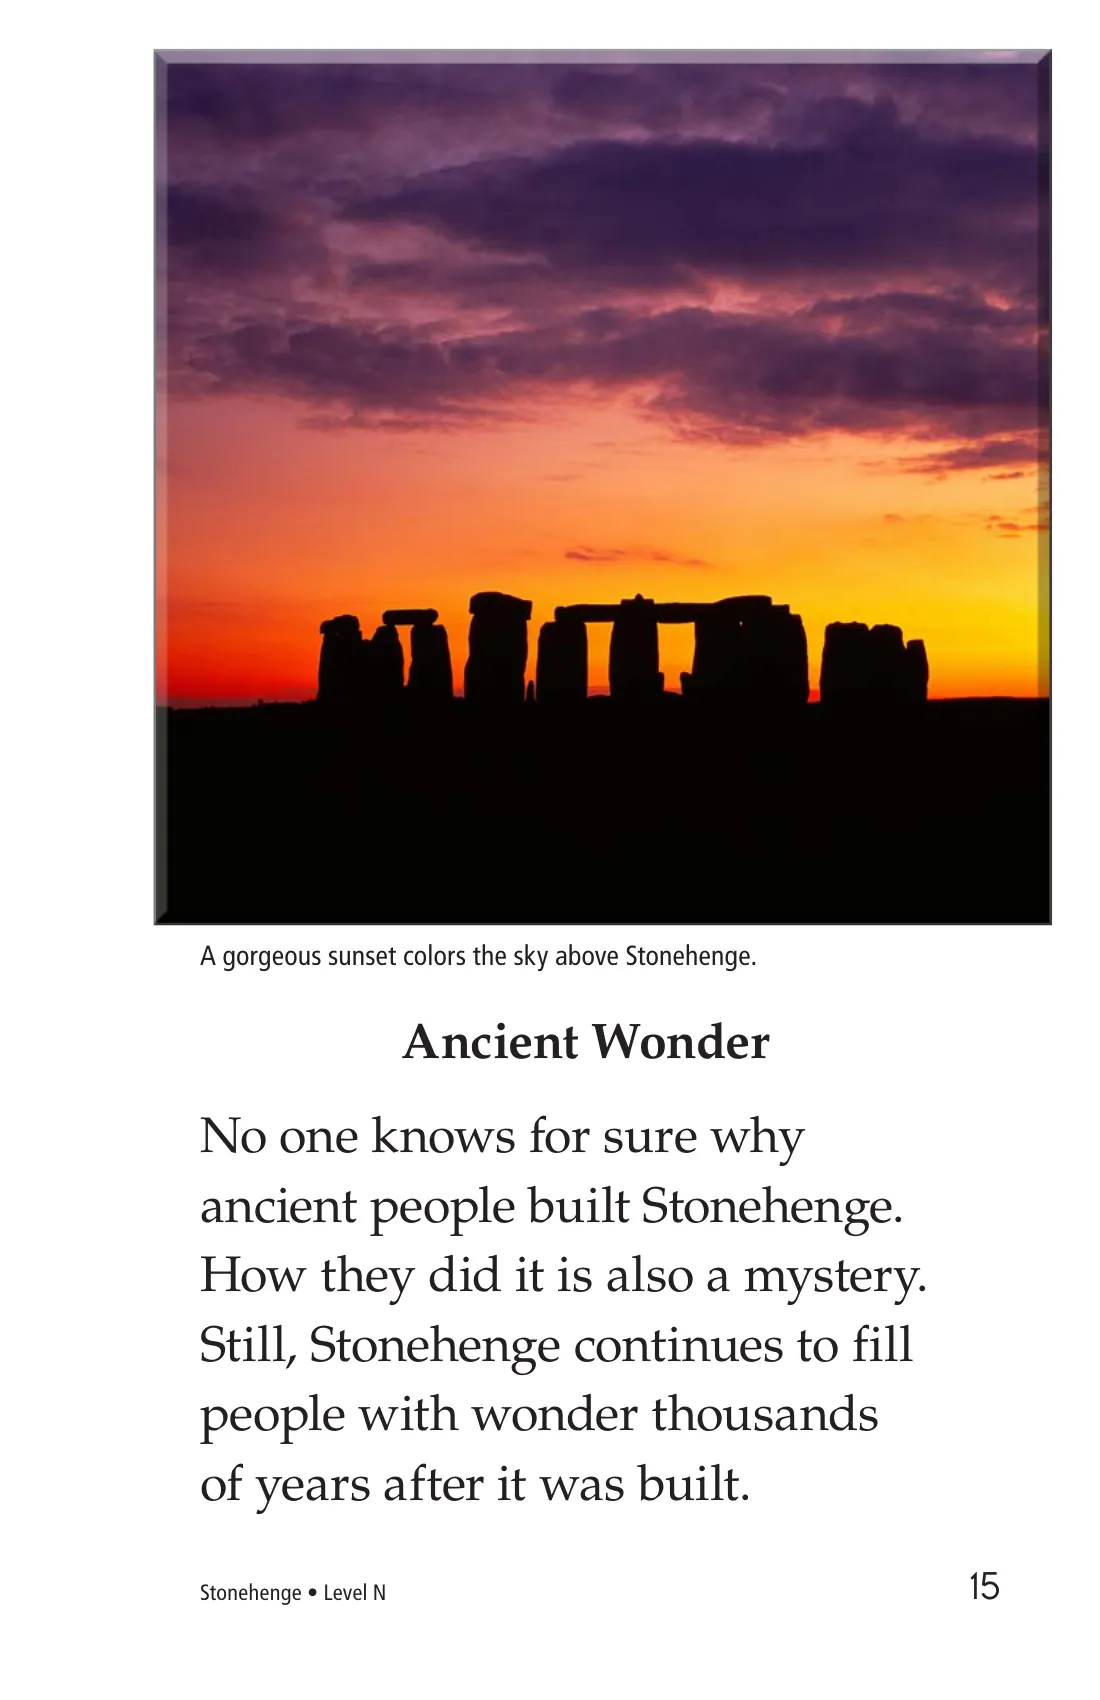 A gorgeous sunset colors the sky above Stonehenge.
Ancient Wonder
No one knows for sure why
ancient people built Stonehenge.
How they did it is also a mystery.
Still, Stonehenge continues to fill
people with wonder thousands
of years after it was built.
Stonehenge • Level N
15